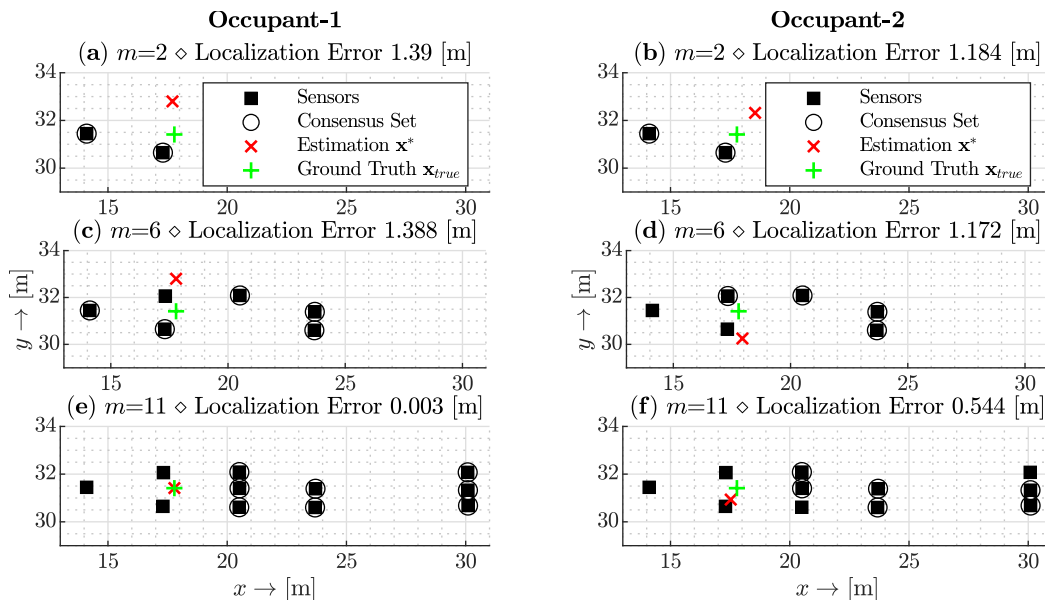 Occupant-1
Occupant-2
(a) m=2 ⋄ Localization Error 1.39 [m]
(b) m=2 ⋄ Localization Error 1.184 [m]
34
32
30
Sensors
Consensus Set
Estimation x*
Ground Truth x_true
15 20 25 30
34
32
30
Sensors
Consensus Set
Estimation x*
Ground Truth x_true
15 20 25 30
(c) m=6 ⋄ Localization Error 1.388 [m]
(d) m=6 ⋄ Localization Error 1.172 [m]
y → [m]
34
32
30
15 20 25 30
y → [m]
34
32
30
15 20 25 30
(e) m=11 ⋄ Localization Error 0.003 [m]
(f) m=11 ⋄ Localization Error 0.544 [m]
34
32
30
15 20 25 30
x → [m]
34
32
30
15 20 25 30
x → [m]